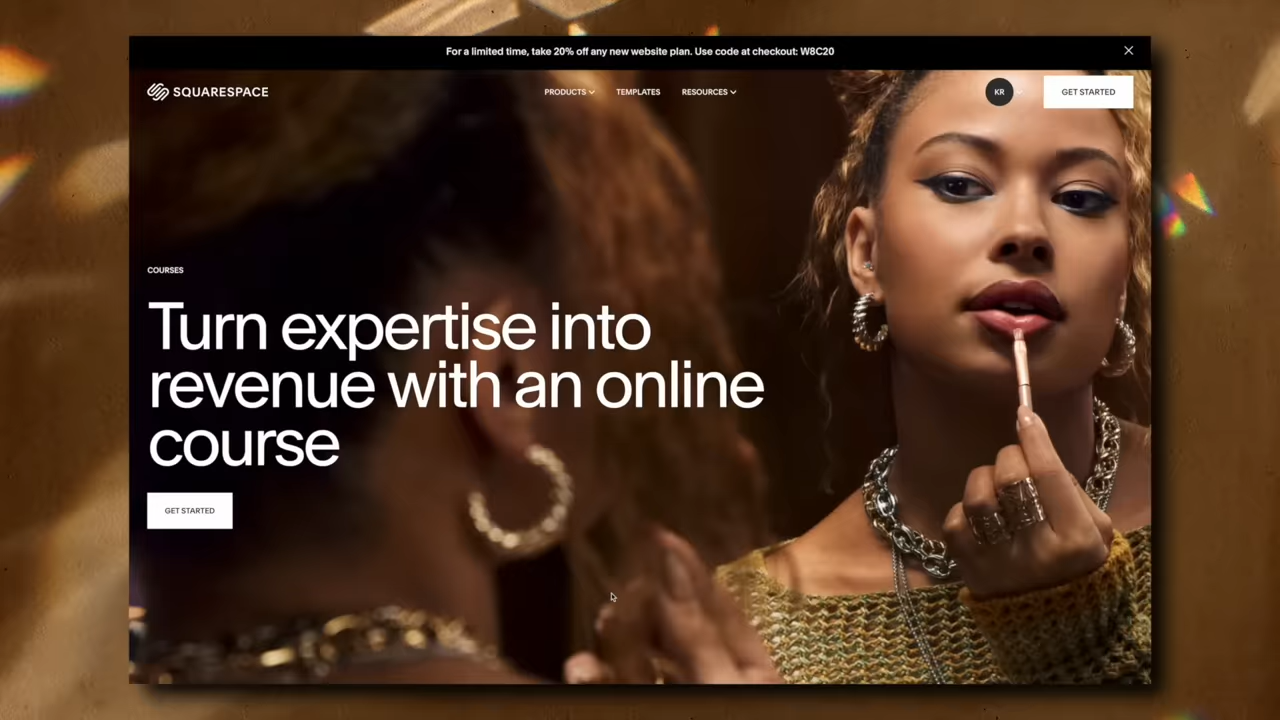 For a limited time, take 20% off any new website plan. Use code at checkout: W8C20
SQUARESPACE
PRODUCTS
TEMPLATES
RESOURCES
KR
GET STARTED
COURSES
Turn expertise into
revenue with an online
course
GET STARTED